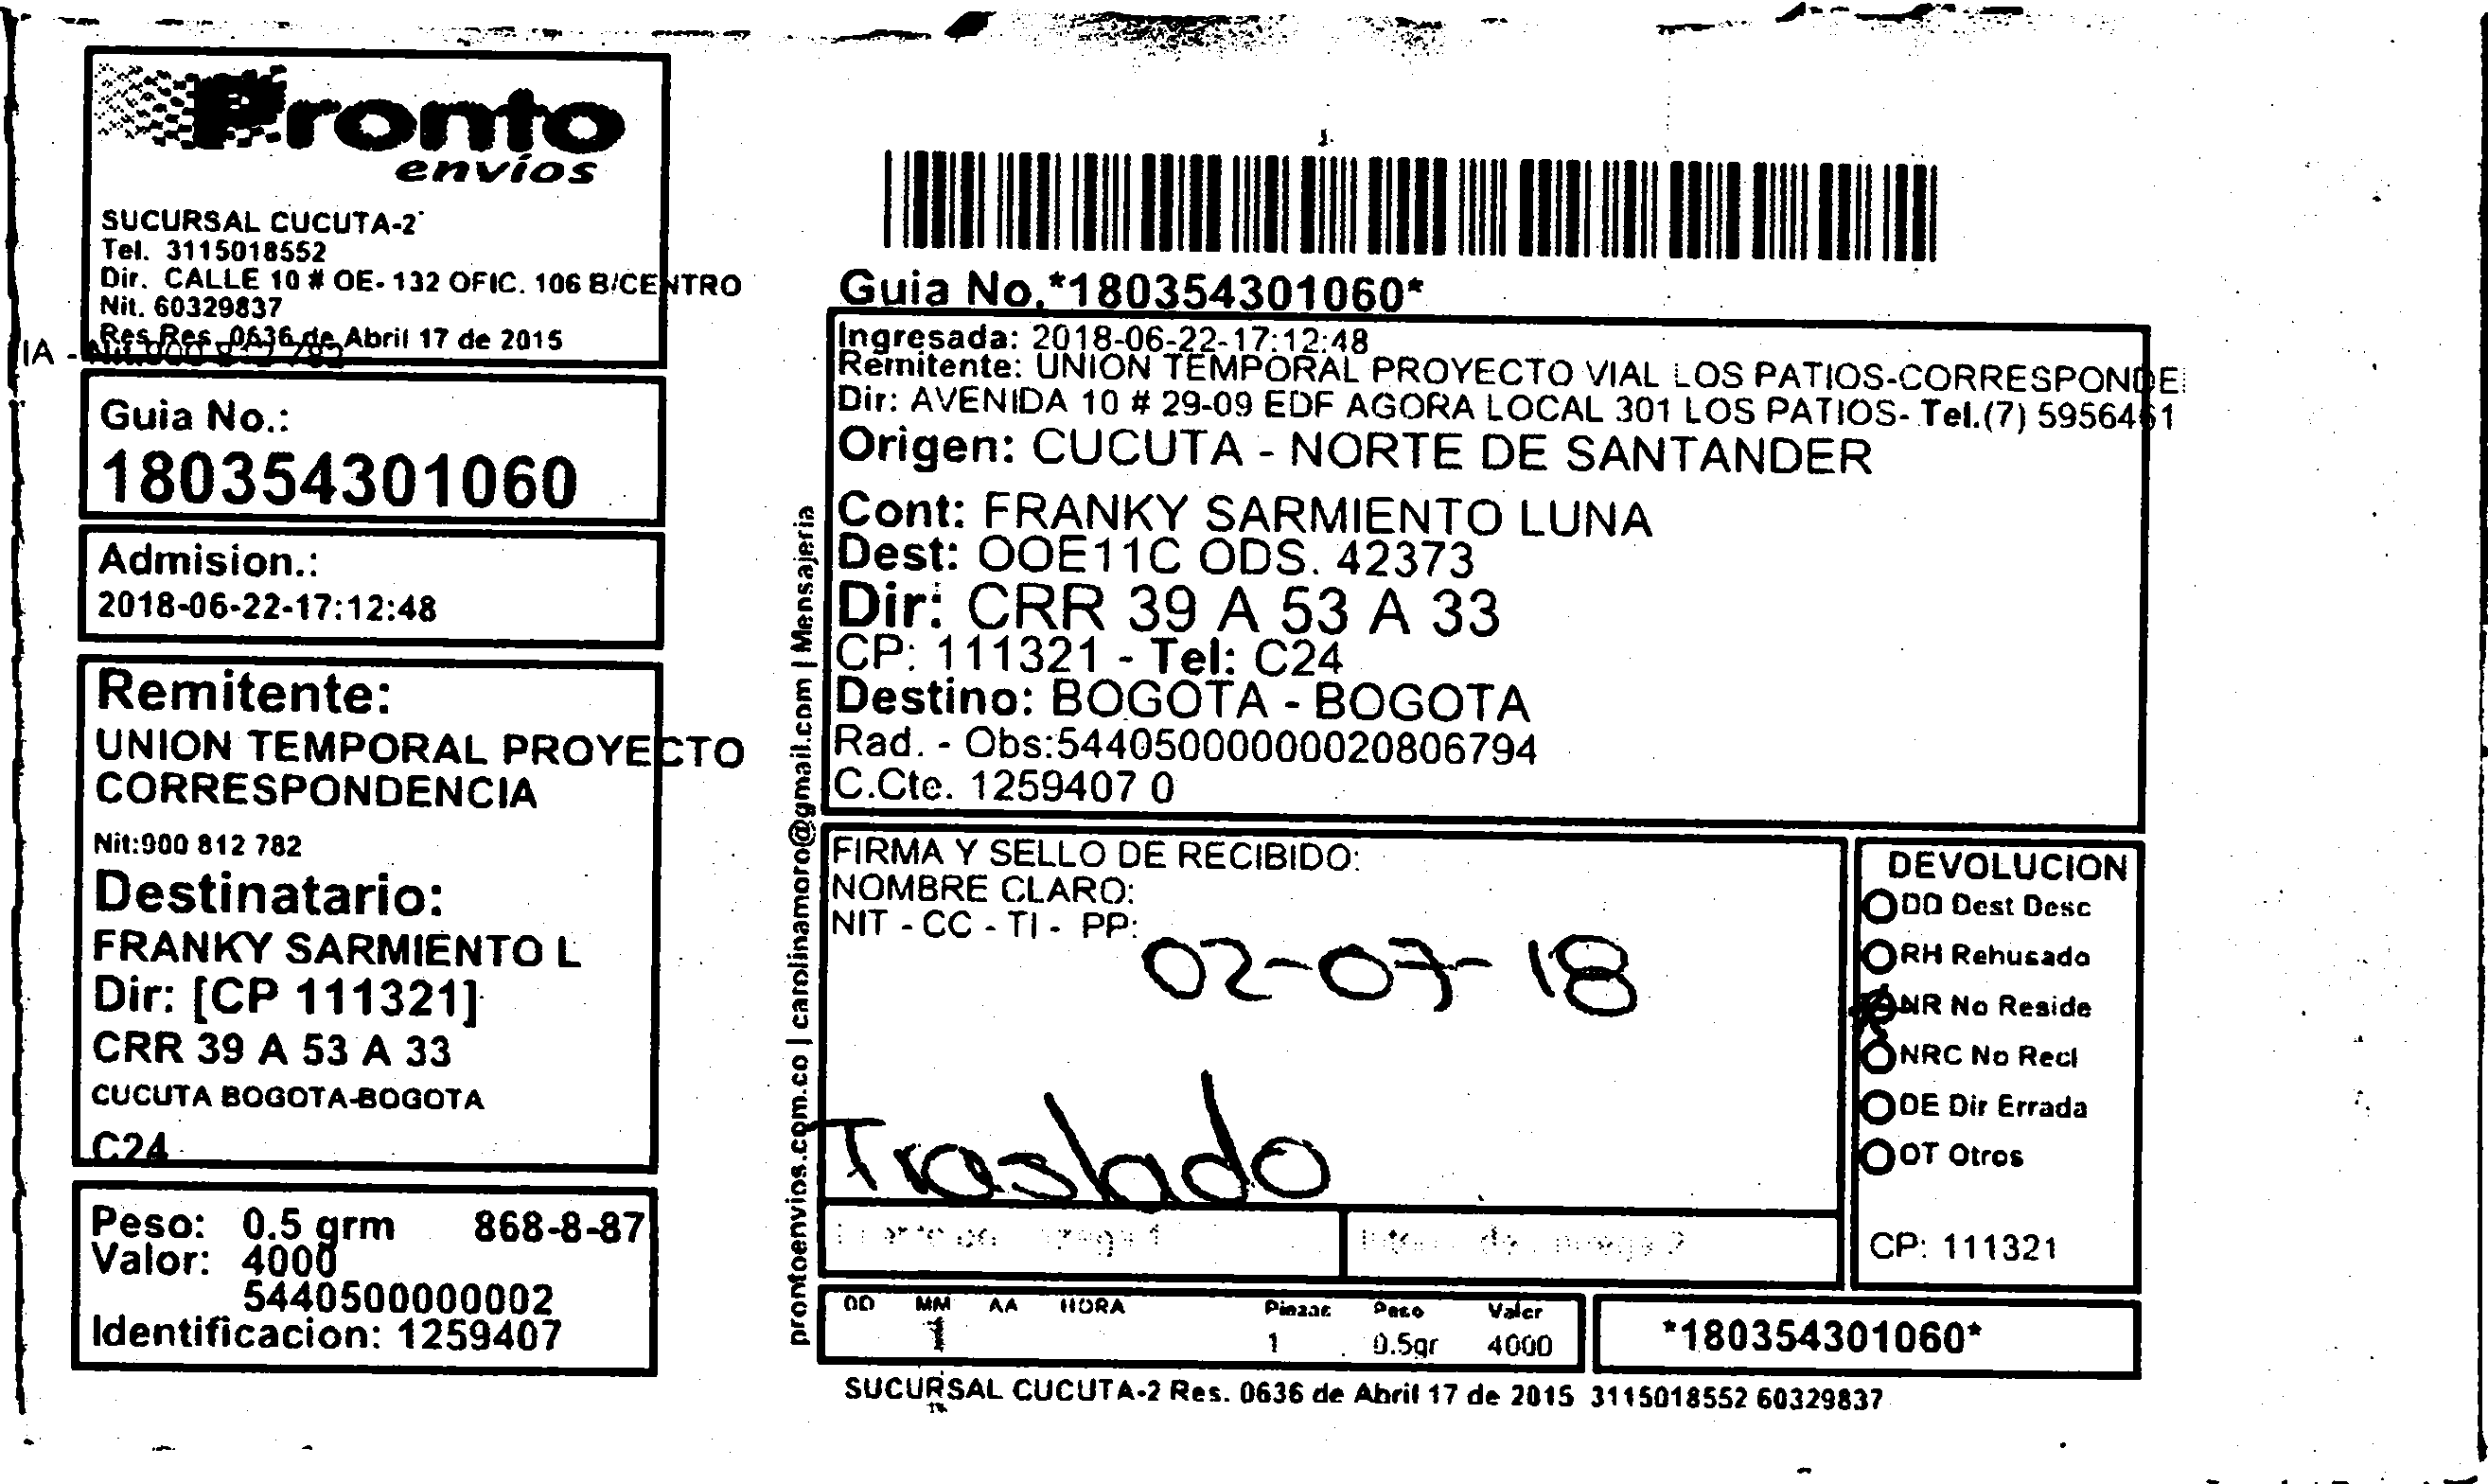 Pronto
envíos
SUCURSAL CUCUTA-2
Tel. 3115018552
Dir. CALLE 10 # OE- 132 OFIC. 106 B/CENTRO
Nit. 60329837
Res.Res. 0636 de Abril 17 de 2015
IA - Nit.900 812 782
Guia No.:
180354301060
Admision.:
2018-06-22-17:12:48
Remitente:
UNION TEMPORAL PROYECTO
CORRESPONDENCIA
Nit:900 812 782
Destinatario:
FRANKY SARMIENTO L
Dir: [CP 111321]
CRR 39 A 53 A 33
CUCUTA BOGOTA-BOGOTA
C24
Peso: 0.5 grm 868-8-87
Valor: 4000
5440500000002
Identificacion: 1259407
prontoenvios.com.co | carolinamoro@gmail.com | Mensajeria
Guia No.*180354301060*
Ingresada: 2018-06-22-17:12:48
Remitente: UNION TEMPORAL PROYECTO VIAL LOS PATIOS-CORRESPONDE
Dir: AVENIDA 10 # 29-09 EDF AGORA LOCAL 301 LOS PATIOS- Tel.(7) 5956461
Origen: CUCUTA - NORTE DE SANTANDER
Cont: FRANKY SARMIENTO LUNA
Dest: OOE11C ODS. 42373
Dir: CRR 39 A 53 A 33
CP: 111321 - Tel: C24
Destino: BOGOTA - BOGOTA
Rad. - Obs:544050000000020806794
C.Cte. 1259407 0
FIRMA Y SELLO DE RECIBIDO:
NOMBRE CLARO:
NIT - CC - TI - PP:
02-07-18
Traslado
DEVOLUCION
DD Dest Desc
RH Rehusado
NR No Reside
NRC No Recl
DE Dir Errada
OT Otros
CP: 111321
DD MM AA HORA Piezas Peso Valor
1 0.5gr 4000
*180354301060*
SUCURSAL CUCUTA-2 Res. 0636 de Abril 17 de 2015 3115018552 60329837